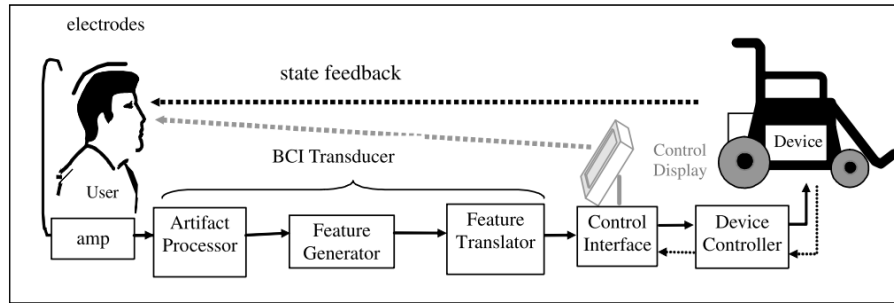 electrodes
state feedback
BCI Transducer
Control
Display
Device
User
amp
Artifact
Processor
Feature
Generator
Feature
Translator
Control
Interface
Device
Controller